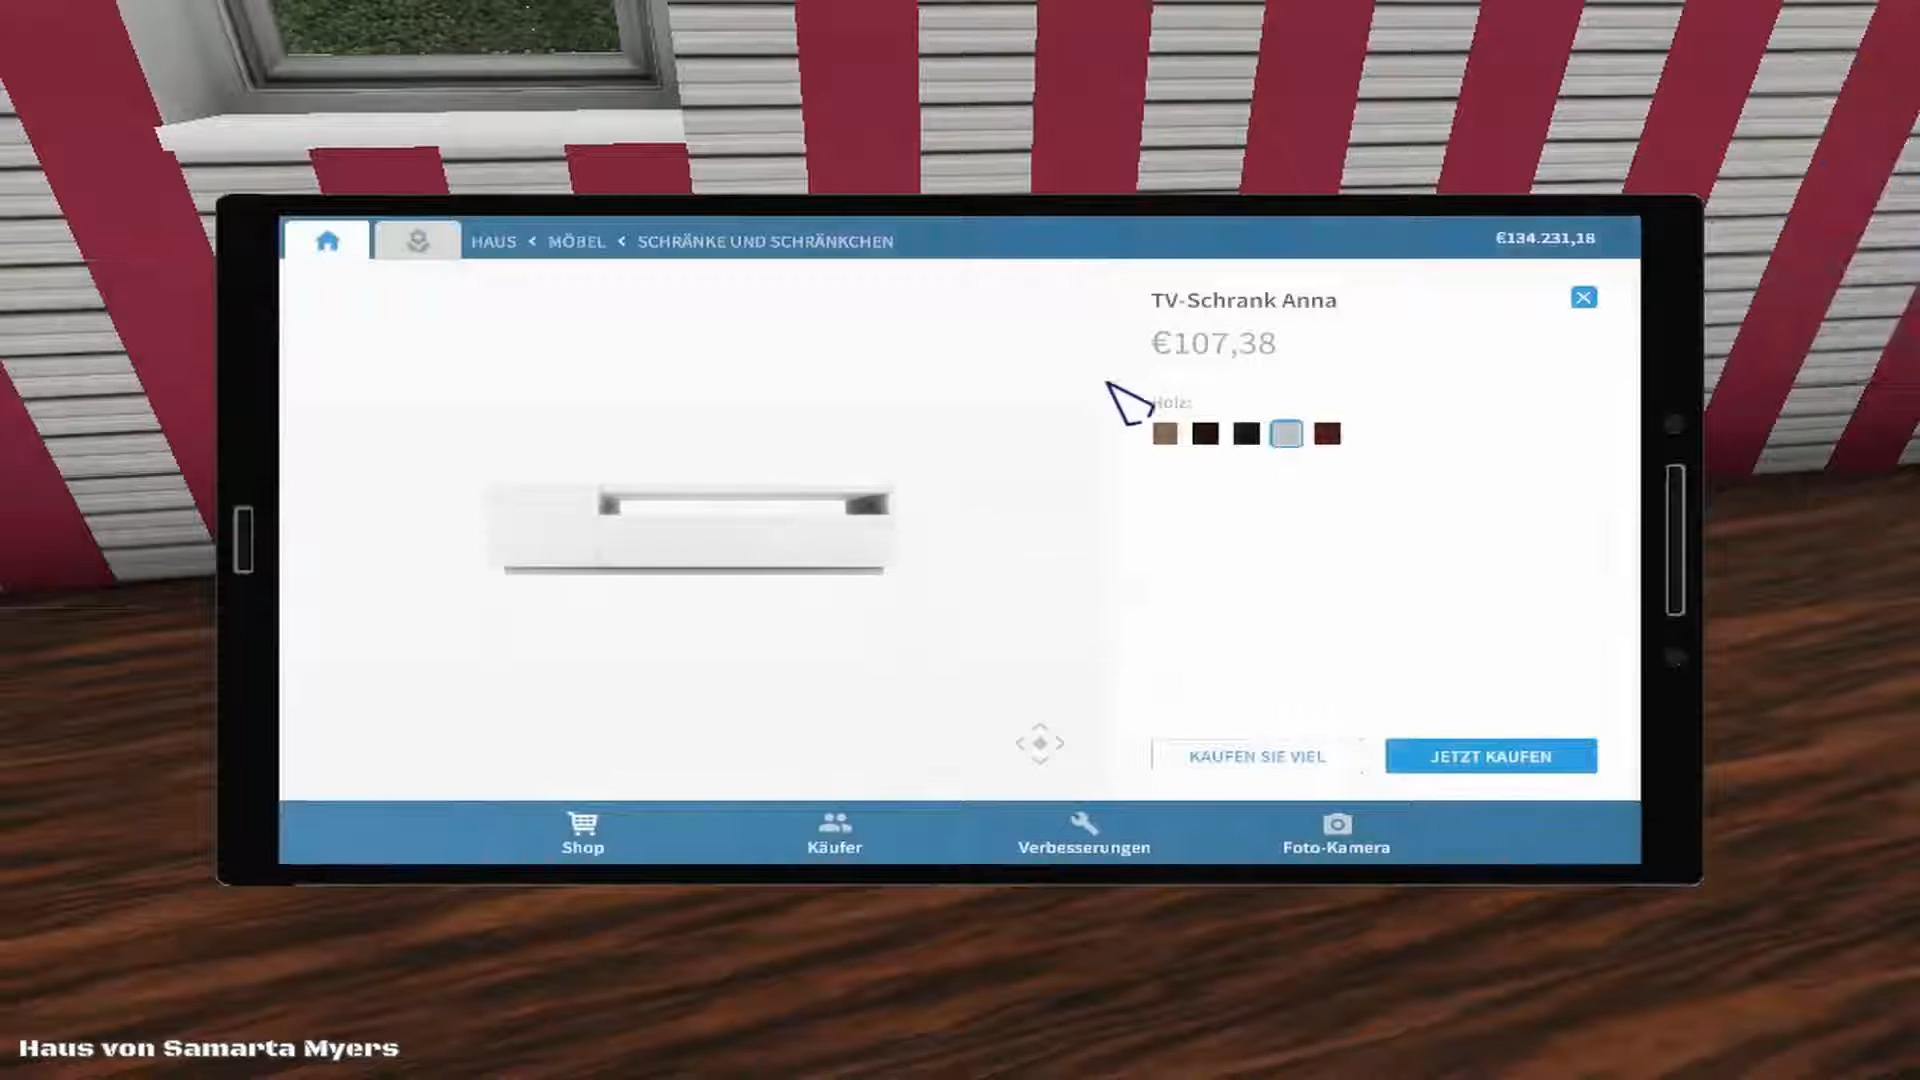 HAUS < MÖBEL < SCHRÄNKE UND SCHRÄNKCHEN
€134.231,18
TV-Schrank Anna
€107,38
Holz:
KAUFEN SIE VIEL
JETZT KAUFEN
Shop
Käufer
Verbesserungen
Foto-Kamera
Haus von Samarta Myers